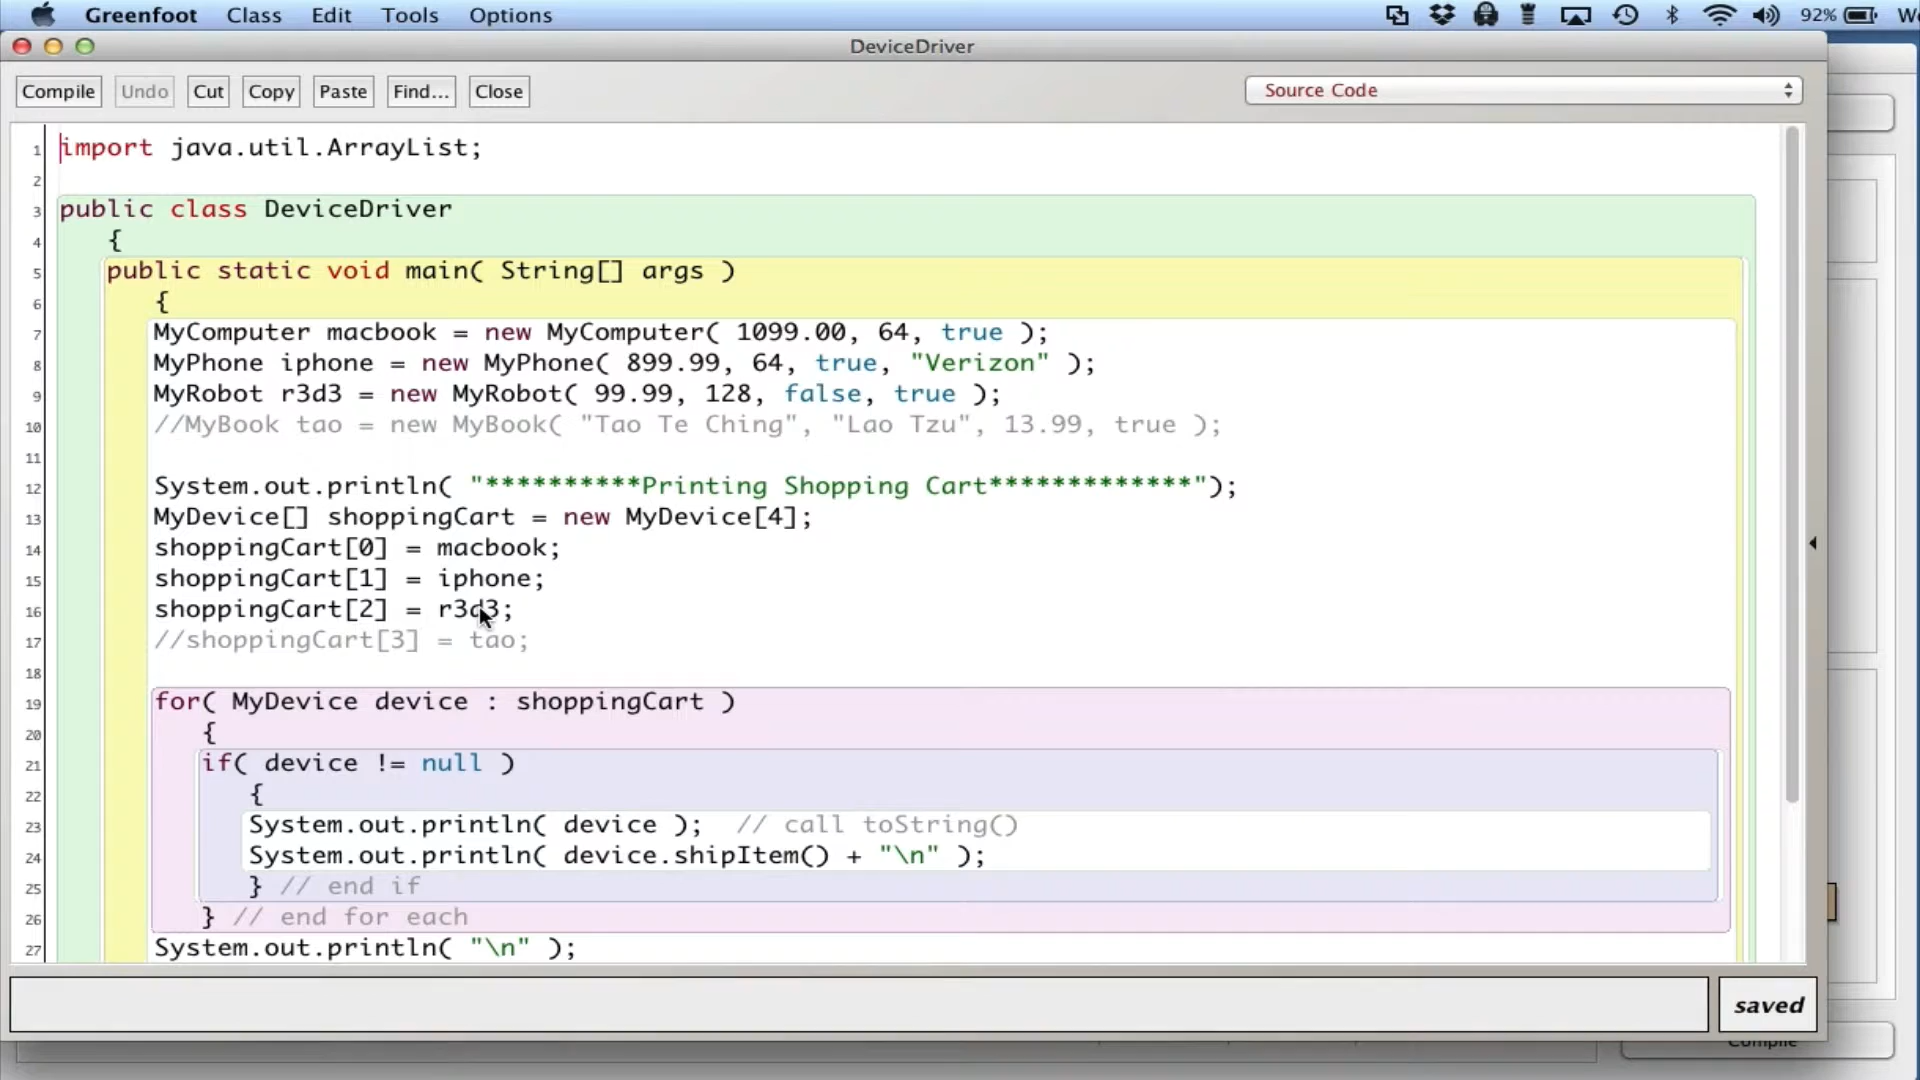 Greenfoot Class Edit Tools Options 92%
DeviceDriver
Compile Undo Cut Copy Paste Find... Close Source Code
1 import java.util.ArrayList;
2
3 public class DeviceDriver
4 {
5 public static void main( String[] args )
6 {
7 MyComputer macbook = new MyComputer( 1099.00, 64, true );
8 MyPhone iphone = new MyPhone( 899.99, 64, true, "Verizon" );
9 MyRobot r3d3 = new MyRobot( 99.99, 128, false, true );
10 //MyBook tao = new MyBook( "Tao Te Ching", "Lao Tzu", 13.99, true );
11
12 System.out.println( "**********Printing Shopping Cart*************");
13 MyDevice[] shoppingCart = new MyDevice[4];
14 shoppingCart[0] = macbook;
15 shoppingCart[1] = iphone;
16 shoppingCart[2] = r3d3;
17 //shoppingCart[3] = tao;
18
19 for( MyDevice device : shoppingCart )
20 {
21 if( device != null )
22 {
23 System.out.println( device ); // call toString()
24 System.out.println( device.shipItem() + "\n" );
25 } // end if
26 } // end for each
27 System.out.println( "\n" );
saved
Compile